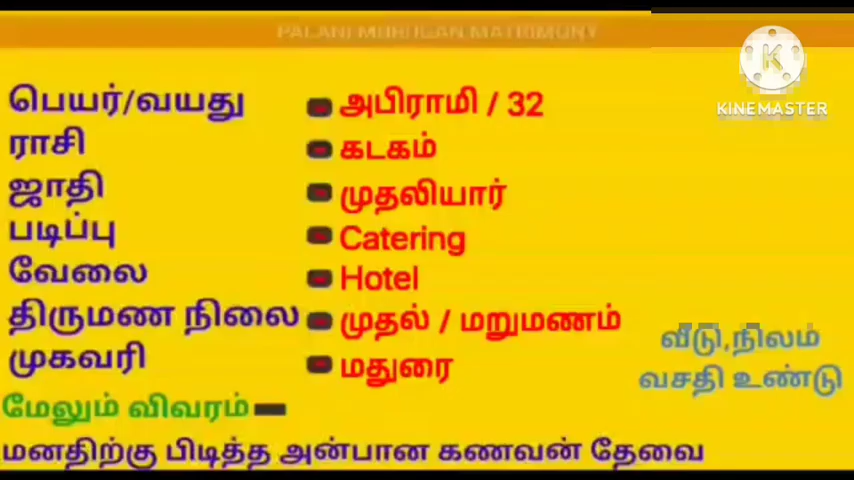 PALANI MURUGAN MATRIMONY
KINEMASTER
பெயர்/வயது - அபிராமி / 32
ராசி - கடகம்
ஜாதி - முதலியார்
படிப்பு - Catering
வேலை - Hotel
திருமண நிலை - முதல் / மறுமணம்
முகவரி - மதுரை
வீடு,நிலம்
வசதி உண்டு
மேலும் விவரம் -
மனதிற்கு பிடித்த அன்பான கணவன் தேவை